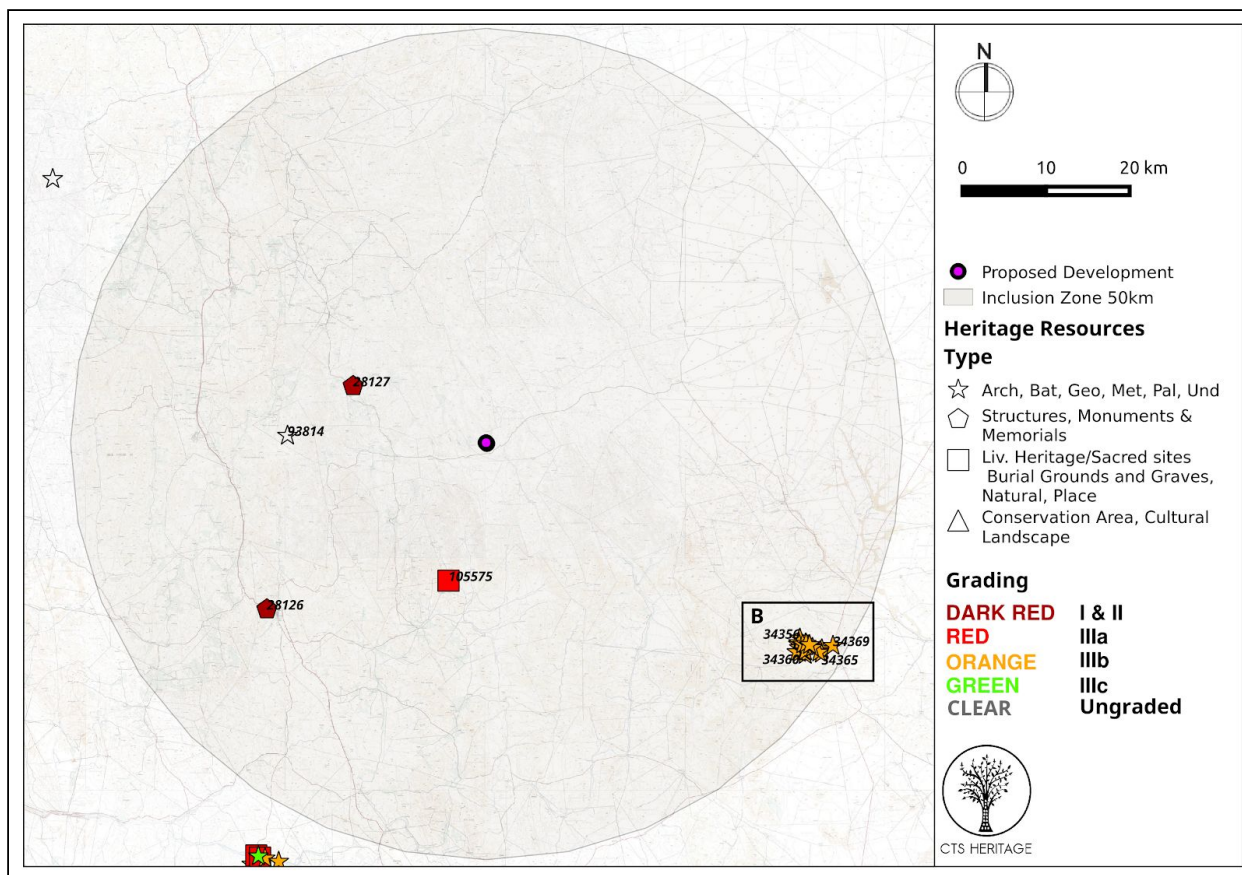 28127
93814
105575
28126
B
34356
34369
34360
34365
N
0 10 20 km
Proposed Development
Inclusion Zone 50km
Heritage Resources
Type
Arch, Bat, Geo, Met, Pal, Und
Structures, Monuments &
Memorials
Liv. Heritage/Sacred sites
Burial Grounds and Graves,
Natural, Place
Conservation Area, Cultural
Landscape
Grading
DARK RED I & II
RED IIIa
ORANGE IIIb
GREEN IIIc
CLEAR Ungraded
CTS HERITAGE